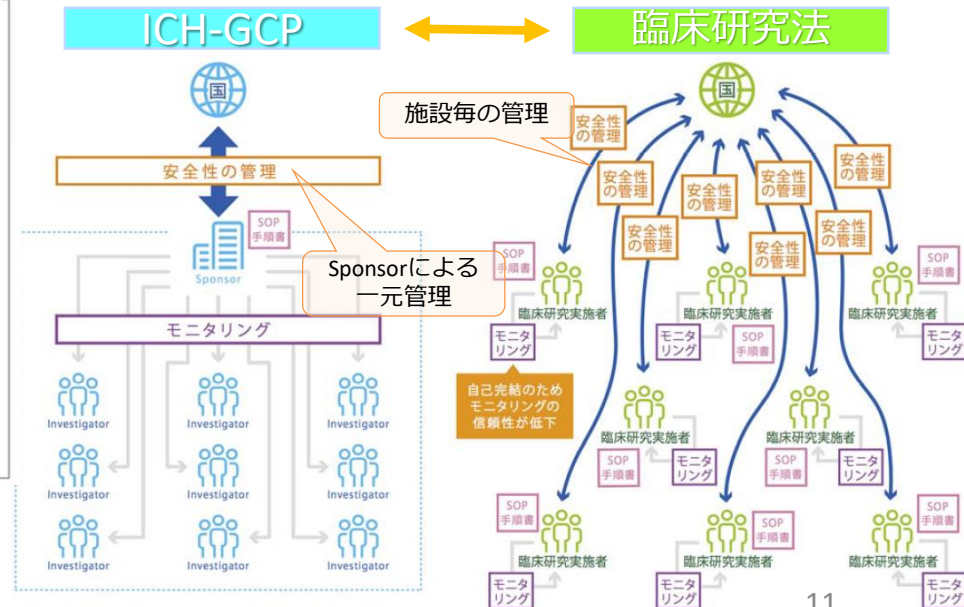 ICH-GCP
臨床研究法
国
安全性の管理
SOP
手順書
Sponsor
Sponsorによる
一元管理
モニタリング
Investigator
Investigator
Investigator
Investigator
Investigator
Investigator
Investigator
Investigator
Investigator
国
施設毎の管理
安全性
の管理
安全性
の管理
安全性
の管理
安全性
の管理
安全性
の管理
安全性
の管理
安全性
の管理
安全性
の管理
SOP
手順書
臨床研究実施者
モニタ
リング
臨床研究実施者
モニタ
リング
SOP
手順書
SOP
手順書
臨床研究実施者
モニタ
リング
自己完結のため
モニタリングの
信頼性が低下
臨床研究実施者
SOP
手順書
モニタ
リング
臨床研究実施者
SOP
手順書
モニタ
リング
SOP
手順書
臨床研究実施者
モニタ
リング
SOP
手順書
臨床研究実施者
モニタ
リング
SOP
手順書
臨床研究実施者
モニタ
リング
11